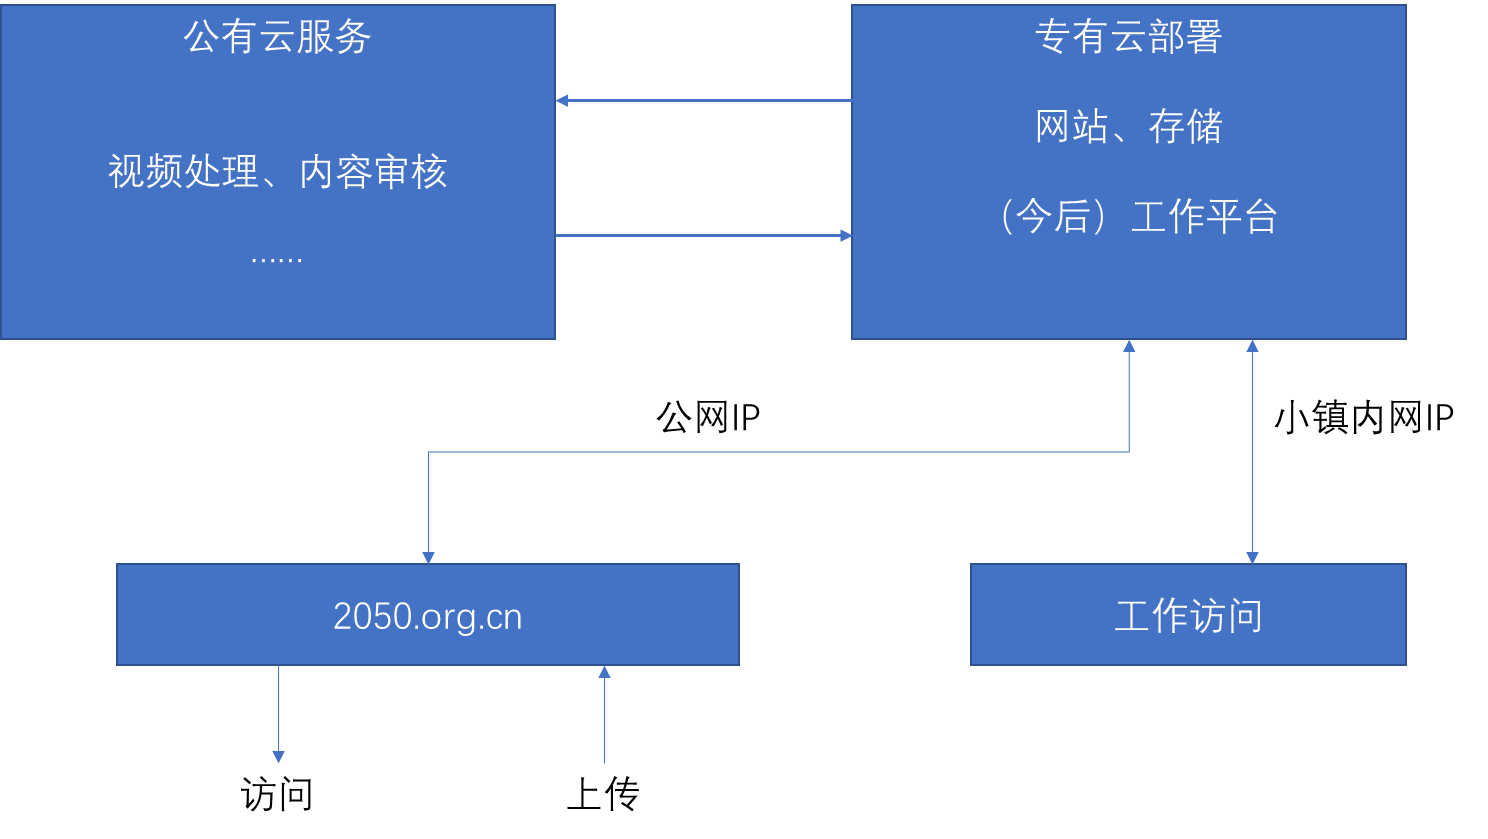 公有云服务
视频处理、内容审核
……
专有云部署
网站、存储
（今后）工作平台
公网IP
小镇内网IP
2050.org.cn
工作访问
访问
上传